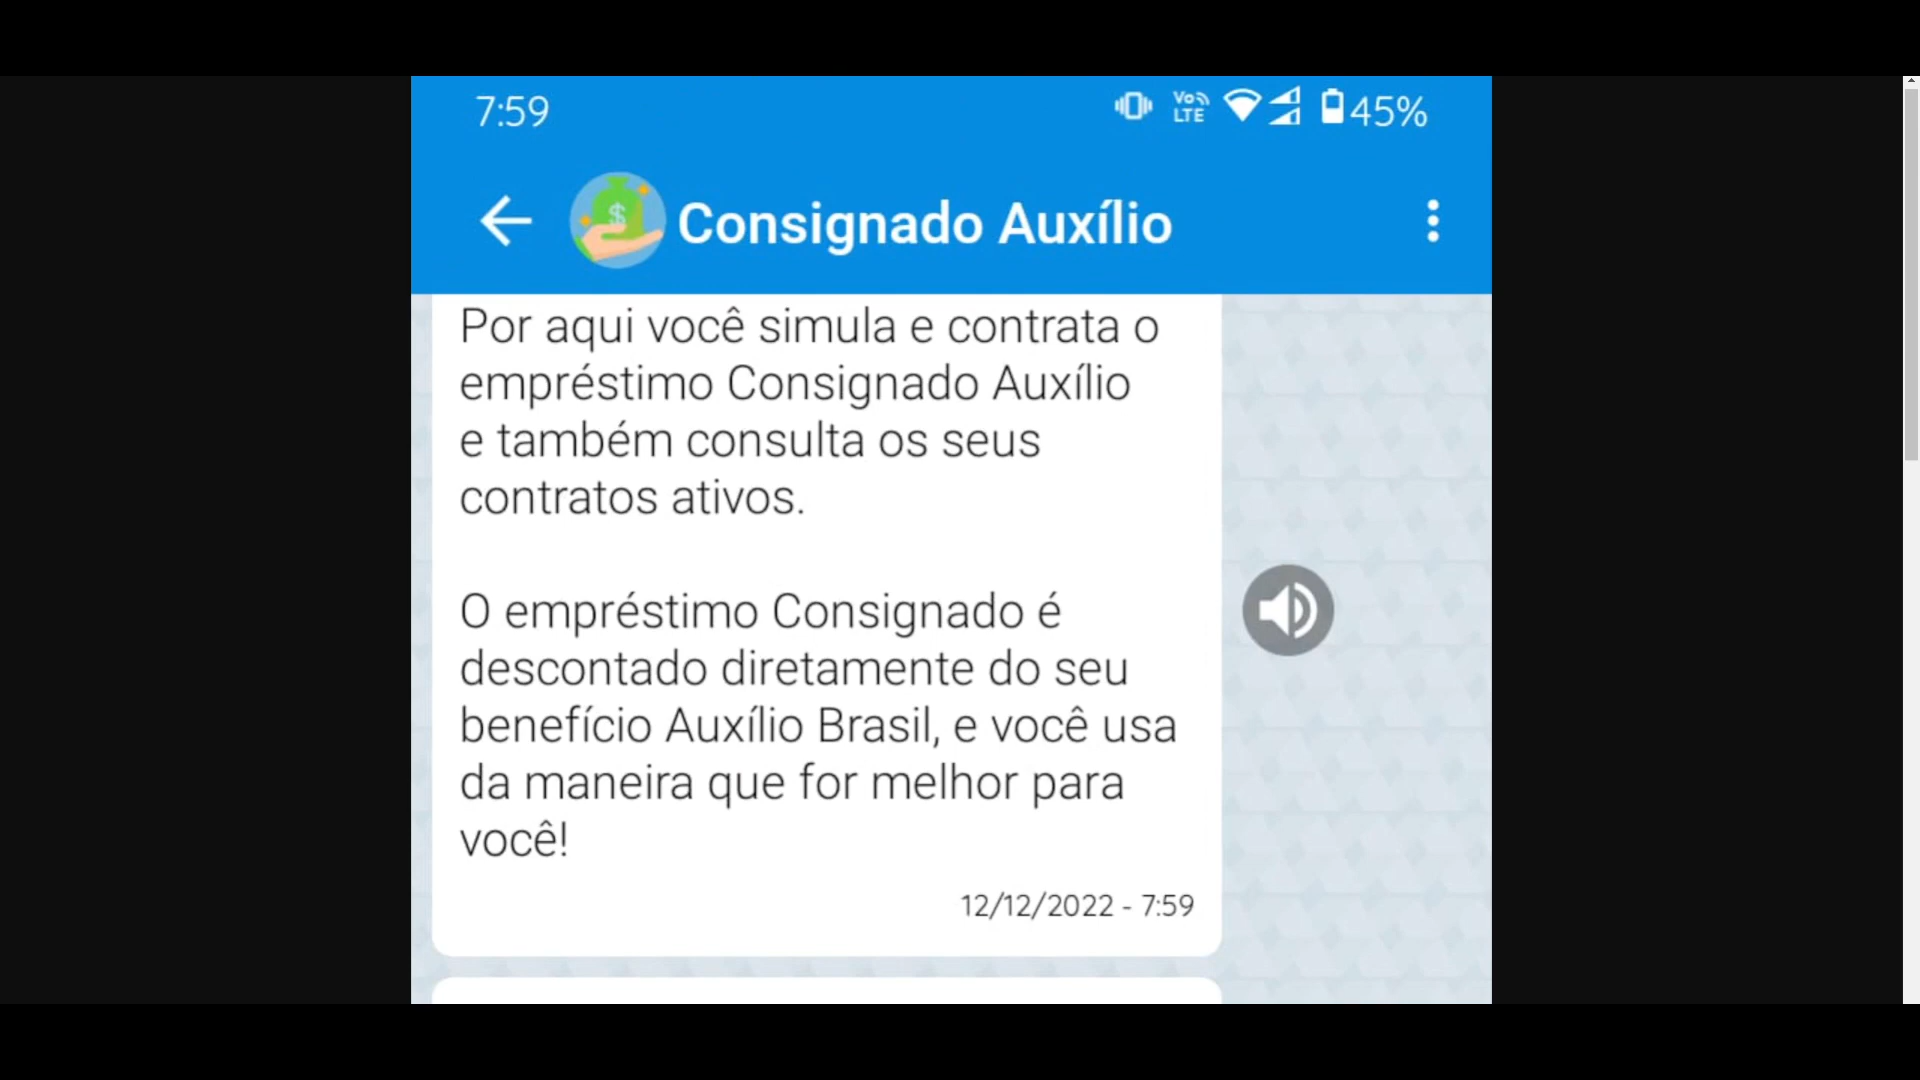 7:59
Vo LTE
45%
Consignado Auxílio
Por aqui você simula e contrata o
empréstimo Consignado Auxílio
e também consulta os seus
contratos ativos.
O empréstimo Consignado é
descontado diretamente do seu
benefício Auxílio Brasil, e você usa
da maneira que for melhor para
você!
12/12/2022 - 7:59